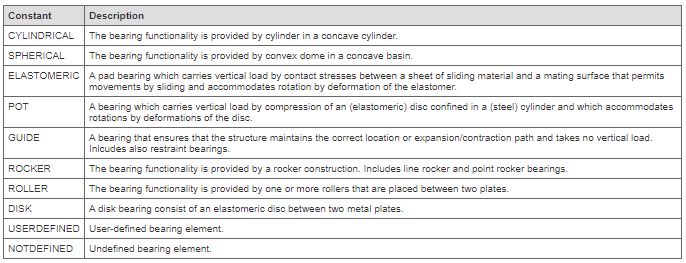 Constant Description
CYLINDRICAL The bearing functionality is provided by cylinder in a concave cylinder.
SPHERICAL The bearing functionality is provided by convex dome in a concave basin.
ELASTOMERIC A pad bearing which carries vertical load by contact stresses between a sheet of sliding material and a mating surface that permits
movements by sliding and accommodates rotation by deformation of the elastomer.
POT A bearing which carries vertical load by compression of an (elastomeric) disc confined in a (steel) cylinder and which accommodates
rotations by deformations of the disc.
GUIDE A bearing that ensures that the structure maintains the correct location or expansion/contraction path and takes no vertical load.
Inlcudes also restraint bearings.
ROCKER The bearing functionality is provided by a rocker construction. Includes line rocker and point rocker bearings.
ROLLER The bearing functionality is provided by one or more rollers that are placed between two plates.
DISK A disk bearing consist of an elastomeric disc between two metal plates.
USERDEFINED User-defined bearing element.
NOTDEFINED Undefined bearing element.